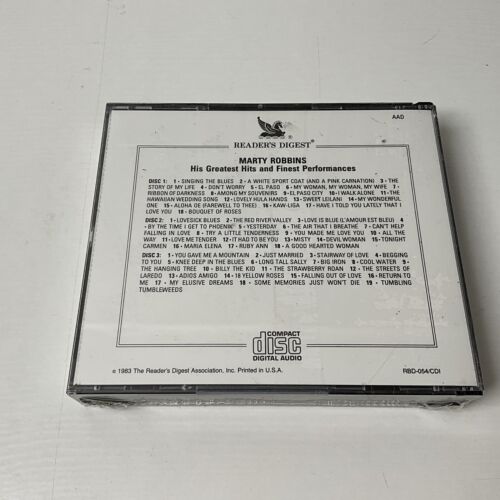 AAD
READER'S DIGEST®
MARTY ROBBINS
His Greatest Hits and Finest Performances
DISC 1: 1 • SINGING THE BLUES 2 • A WHITE SPORT COAT (AND A PINK CARNATION) 3 • THE
STORY OF MY LIFE 4 • DON'T WORRY 5 • EL PASO 6 • MY WOMAN, MY WOMAN, MY WIFE 7 •
RIBBON OF DARKNESS 8 • AMONG MY SOUVENIRS 9 • EL PASO CITY 10 • I WALK ALONE 11 • THE
HAWAIIAN WEDDING SONG 12 • LOVELY HULA HANDS 13 • SWEET LEILANI 14 • MY WONDERFUL
ONE 15 • ALOHA OE (FAREWELL TO THEE) 16 • KAW-LIGA 17 • HAVE I TOLD YOU LATELY THAT I
LOVE YOU 18 • BOUQUET OF ROSES
DISC 2: 1 • LOVESICK BLUES 2 • THE RED RIVER VALLEY 3 • LOVE IS BLUE (L'AMOUR EST BLEU) 4
• BY THE TIME I GET TO PHOENIX 5 • YESTERDAY 6 • THE AIR THAT I BREATHE 7 • CAN'T HELP
FALLING IN LOVE 8 • TRY A LITTLE TENDERNESS 9 • YOU MADE ME LOVE YOU 10 • ALL THE
WAY 11 • LOVE ME TENDER 12 • IT HAD TO BE YOU 13 • MISTY 14 • DEVIL WOMAN 15 • TONIGHT
CARMEN 16 • MARIA ELENA 17 • RUBY ANN 18 • A GOOD HEARTED WOMAN
DISC 3: 1 • YOU GAVE ME A MOUNTAIN 2 • JUST MARRIED 3 • STAIRWAY OF LOVE 4 • BEGGING
TO YOU 5 • KNEE DEEP IN THE BLUES 6 • LONG TALL SALLY 7 • BIG IRON 8 • COOL WATER 9 •
THE HANGING TREE 10 • BILLY THE KID 11 • THE STRAWBERRY ROAN 12 • THE STREETS OF
LAREDO 13 • ADIOS AMIGO 14 • 18 YELLOW ROSES 15 • FALLING OUT OF LOVE 16 • RETURN TO
ME 17 • MY ELUSIVE DREAMS 18 • SOME MEMORIES JUST WON'T DIE 19 • TUMBLING
TUMBLEWEEDS
COMPACT
disc
DIGITAL AUDIO
© 1983 The Reader's Digest Association, Inc. Printed in U.S.A.
RBD-054/CDI